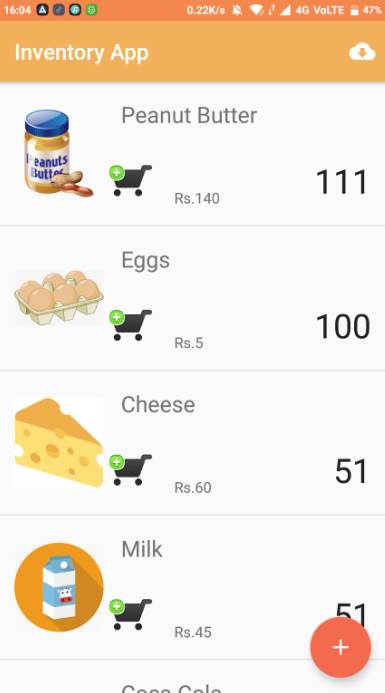 16:04 0.22K/s 4G VoLTE 47%
Inventory App
Peanut Butter
Peanuts
Butter
Rs.140
111
Eggs
Rs.5
100
Cheese
Rs.60
51
Milk
Rs.45
51
+
Coca Cola